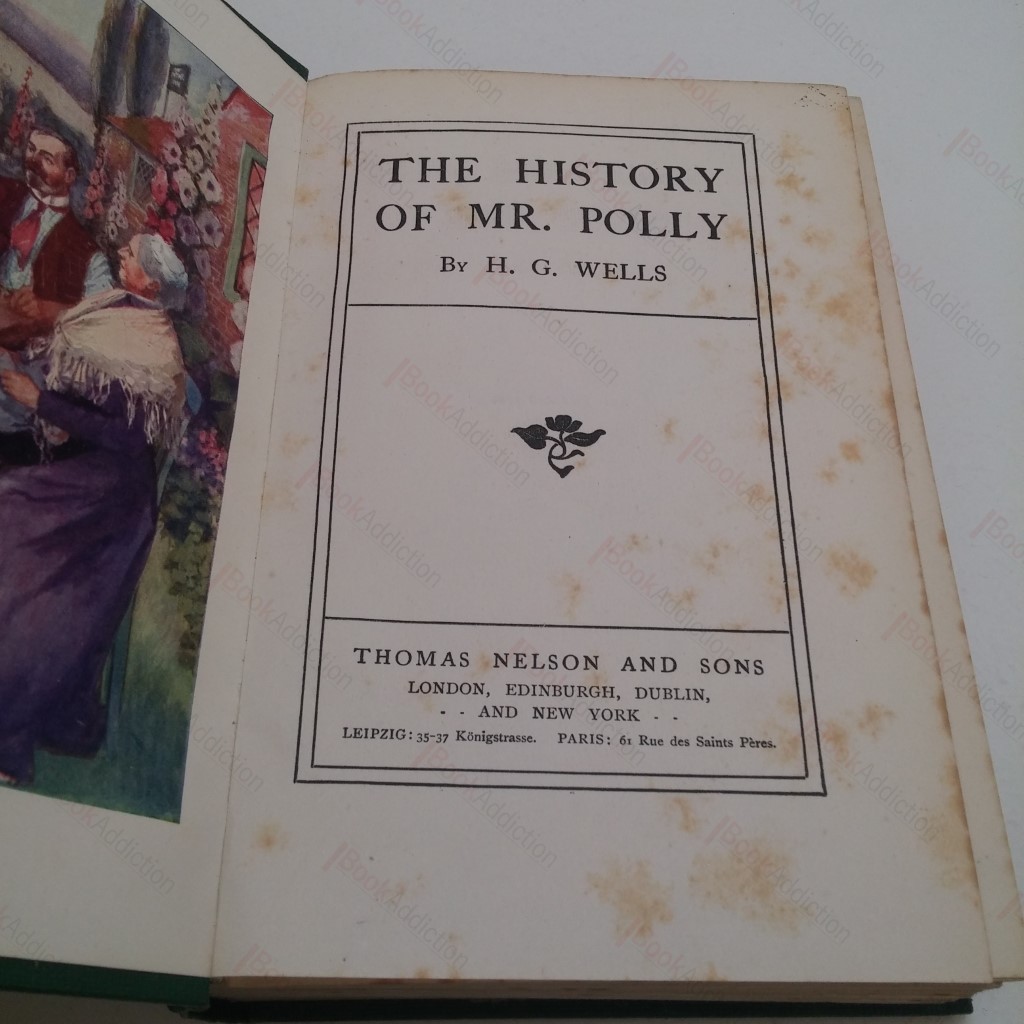 THE HISTORY
OF MR. POLLY
BY H. G. WELLS
THOMAS NELSON AND SONS
LONDON, EDINBURGH, DUBLIN,
- - AND NEW YORK - -
LEIPZIG: 35-37 Königstrasse. PARIS: 61 Rue des Saints Pères.
BookAddiction